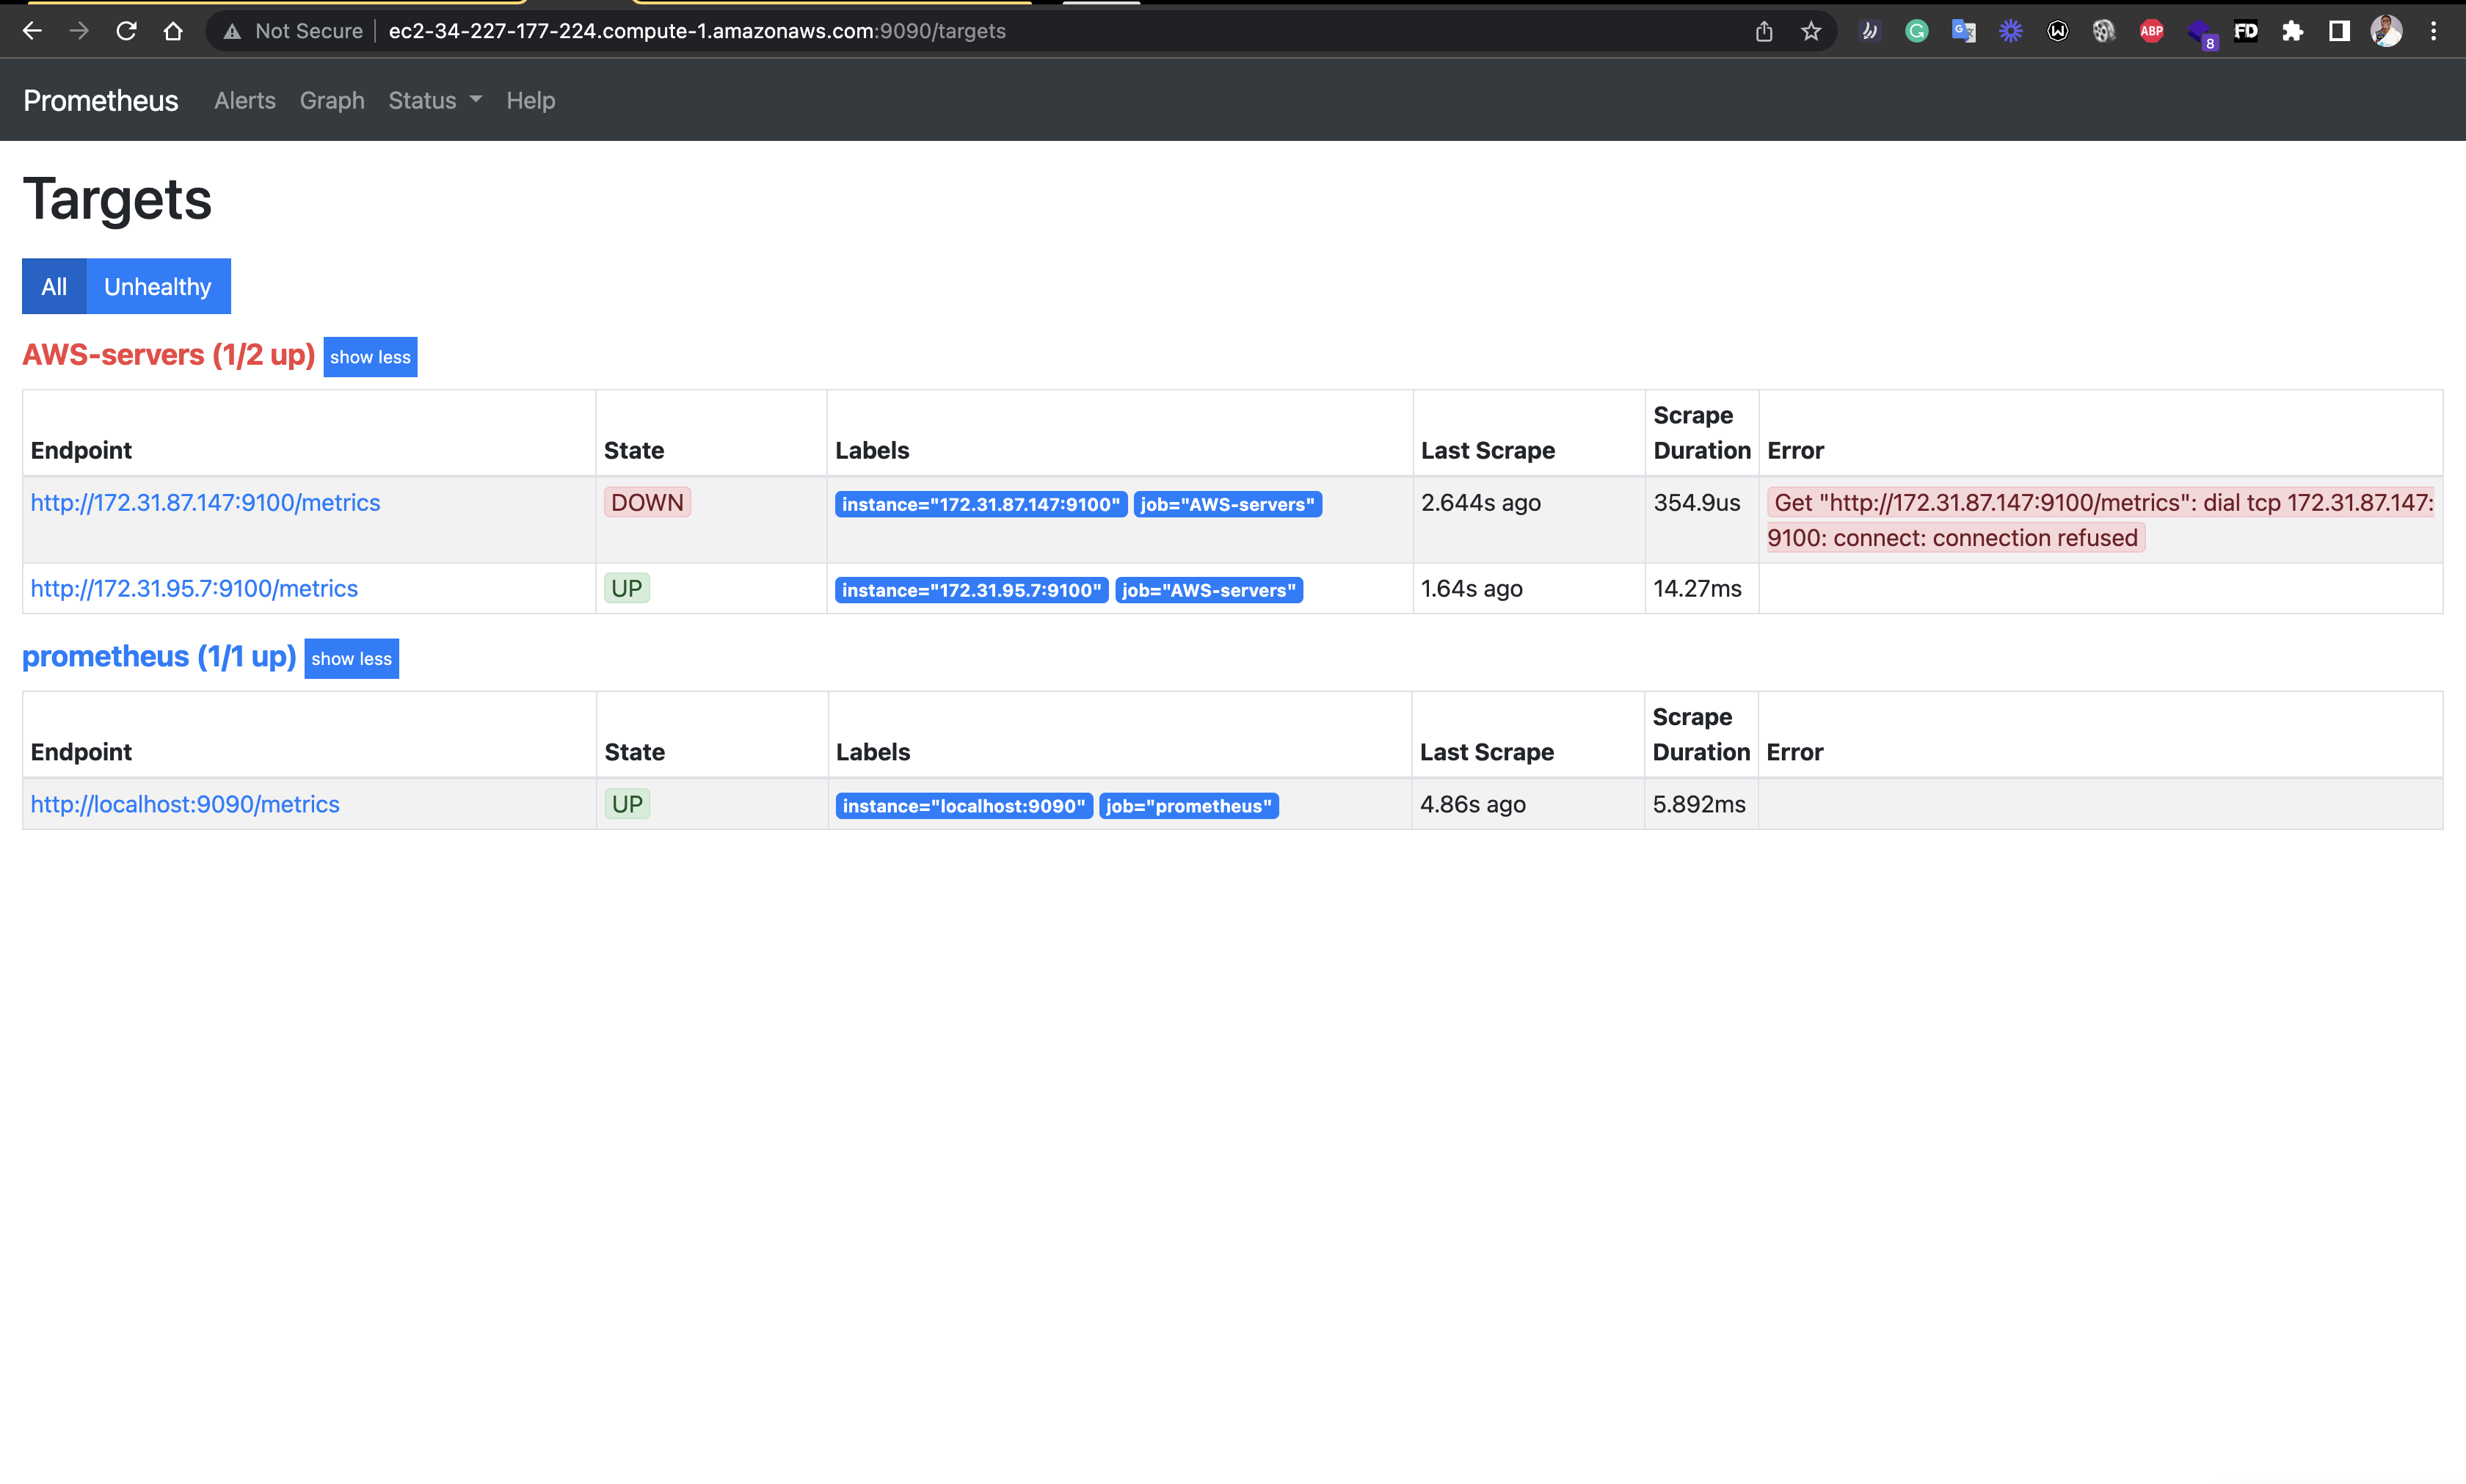 Not Secure ec2-34-227-177-224.compute-1.amazonaws.com:9090/targets
ABP
8
FD
Prometheus Alerts Graph Status Help
Targets
All Unhealthy
AWS-servers (1/2 up) show less
Endpoint State Labels Last Scrape Scrape Duration Error
http://172.31.87.147:9100/metrics DOWN instance="172.31.87.147:9100" job="AWS-servers" 2.644s ago 354.9us Get "http://172.31.87.147:9100/metrics": dial tcp 172.31.87.147:
9100: connect: connection refused
http://172.31.95.7:9100/metrics UP instance="172.31.95.7:9100" job="AWS-servers" 1.64s ago 14.27ms
prometheus (1/1 up) show less
Endpoint State Labels Last Scrape Scrape Duration Error
http://localhost:9090/metrics UP instance="localhost:9090" job="prometheus" 4.86s ago 5.892ms